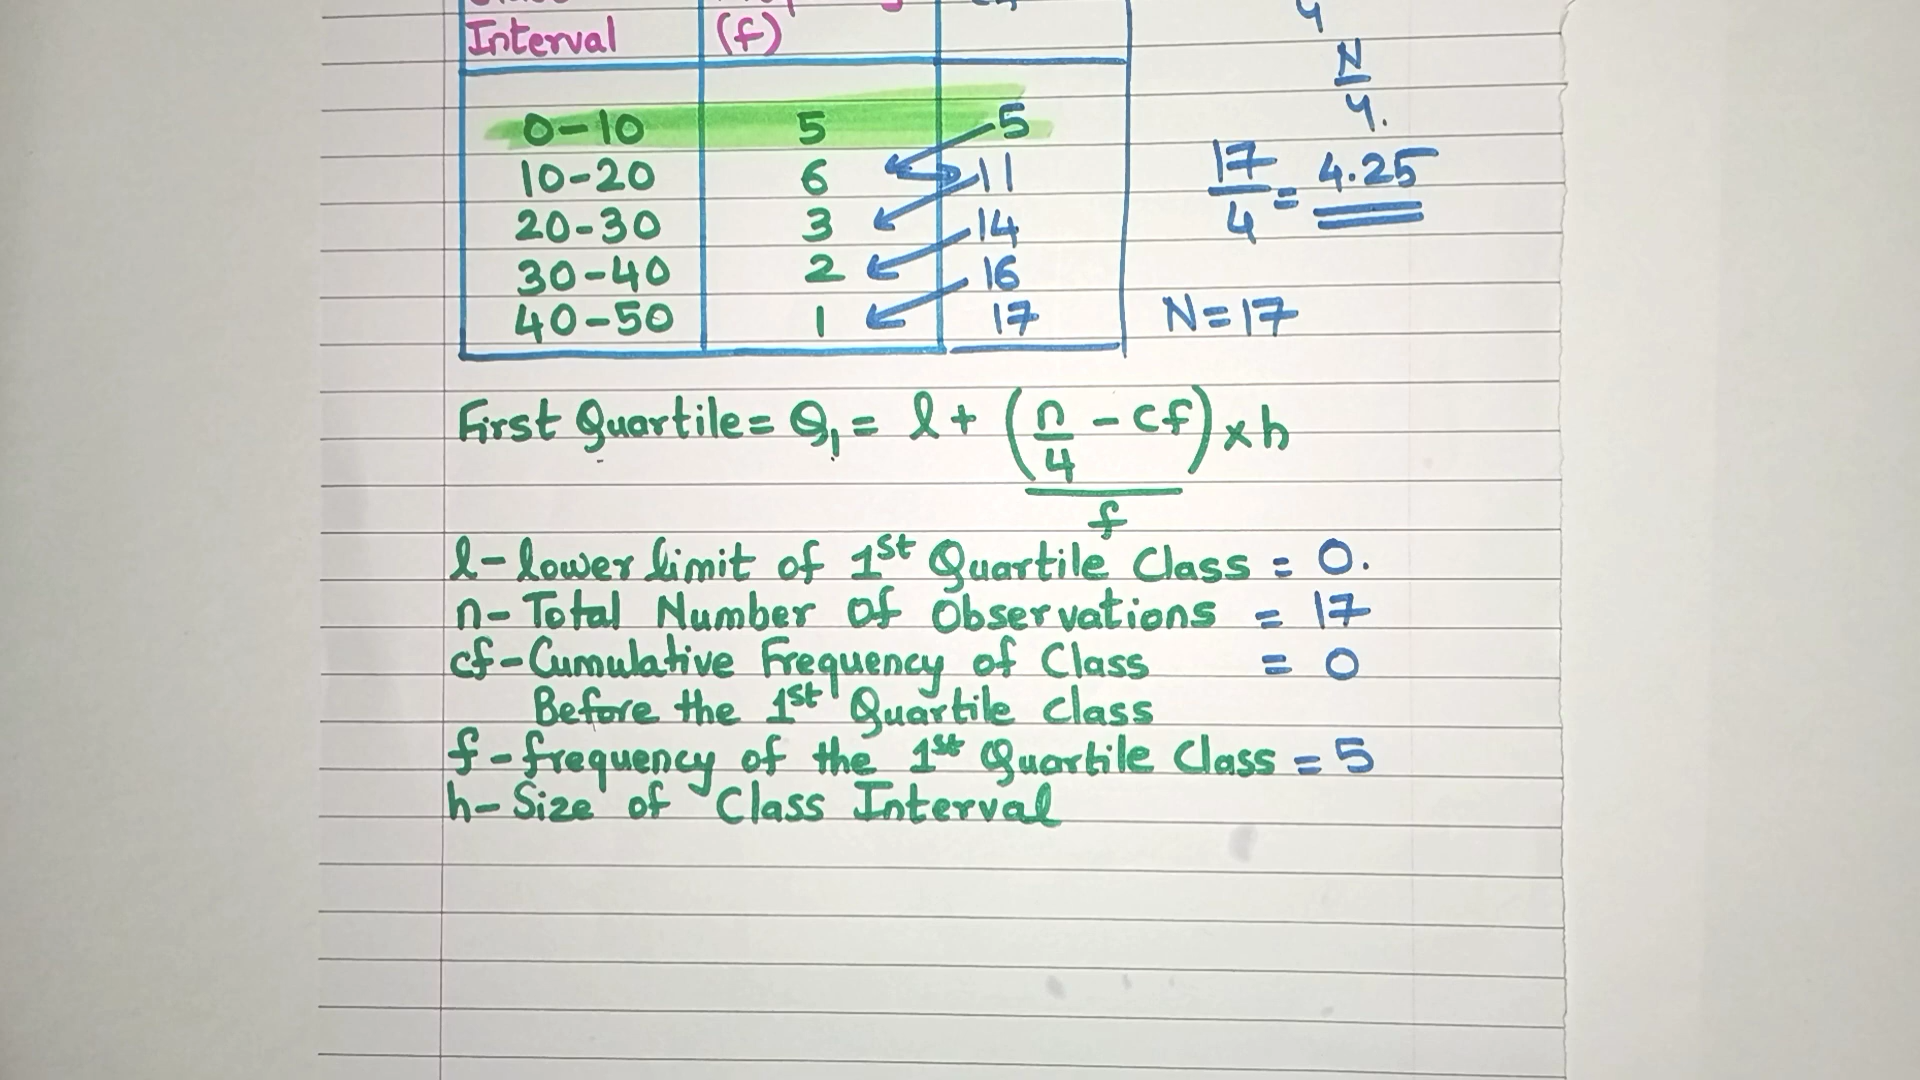 Interval (f)
N
4.
0-10 5 5
10-20 6 11
20-30 3 14
30-40 2 16
40-50 1 17
17/4 = 4.25
N=17
First Quartile = Q₁ = l + (n/4 - cf) × h
f
l- lower limit of 1st Quartile Class = 0.
n- Total Number of Observations = 17
cf-Cumulative Frequency of Class = 0
Before the 1st Quartile Class
f - frequency of the 1st Quartile Class = 5
h- Size of Class Interval